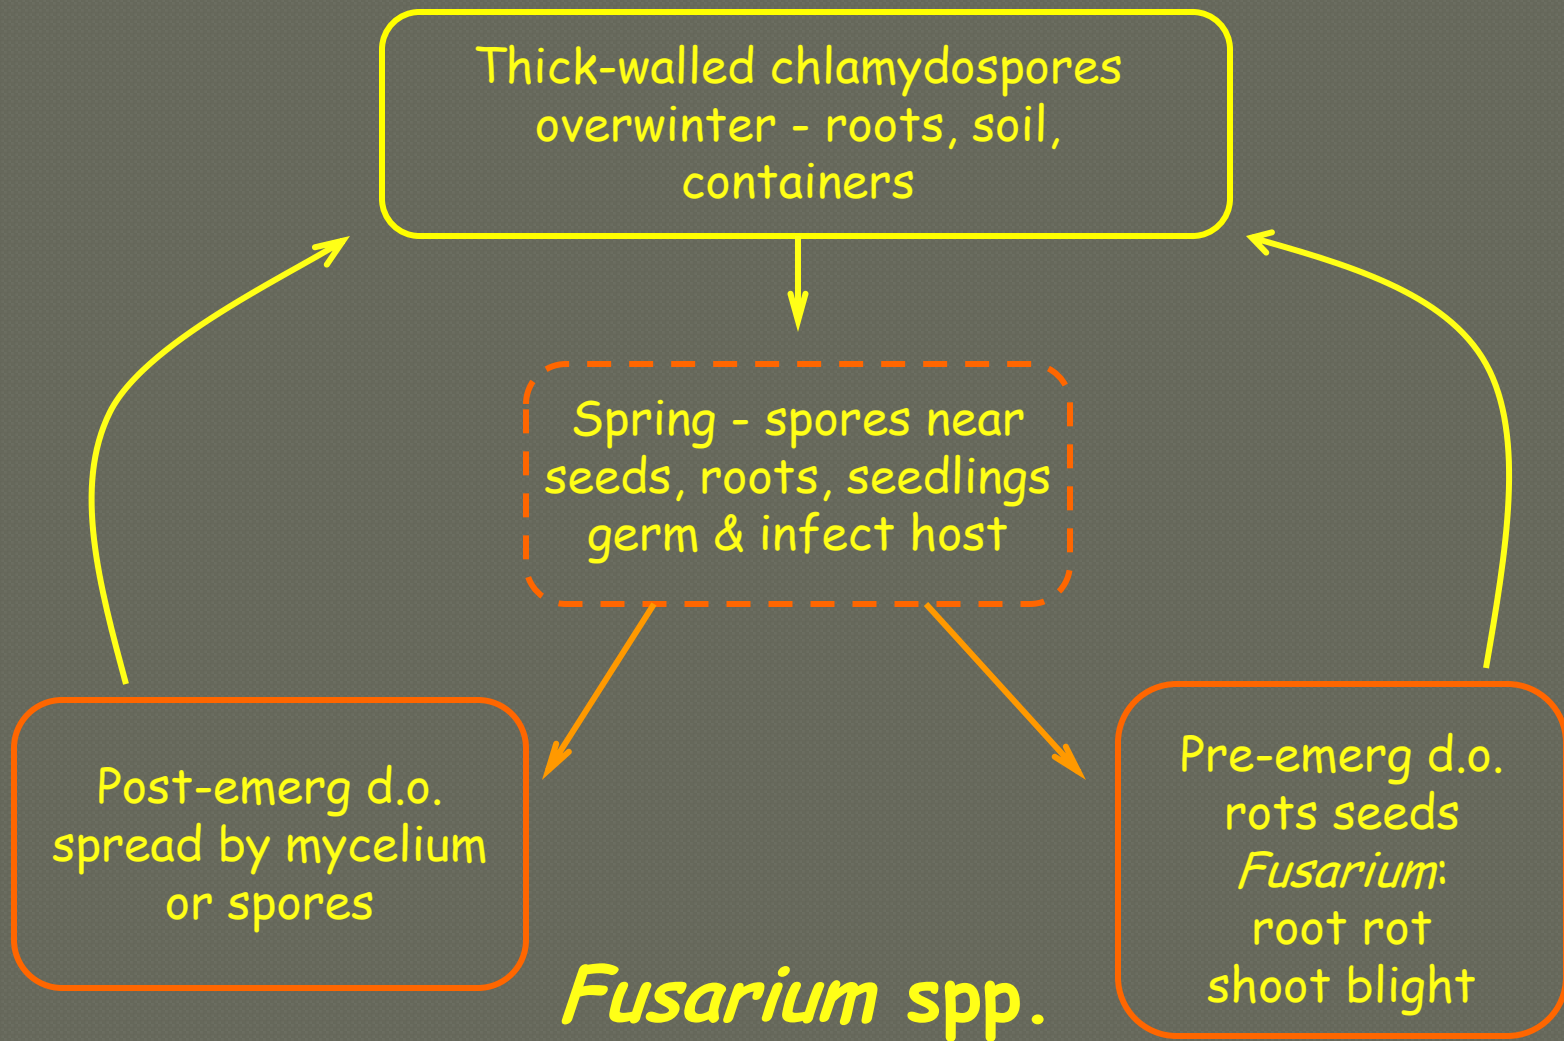 Thick-walled chlamydospores
overwinter - roots, soil,
containers
Spring - spores near
seeds, roots, seedlings
germ & infect host
Post-emerg d.o.
spread by mycelium
or spores
Pre-emerg d.o.
rots seeds
Fusarium:
root rot
shoot blight
Fusarium spp.